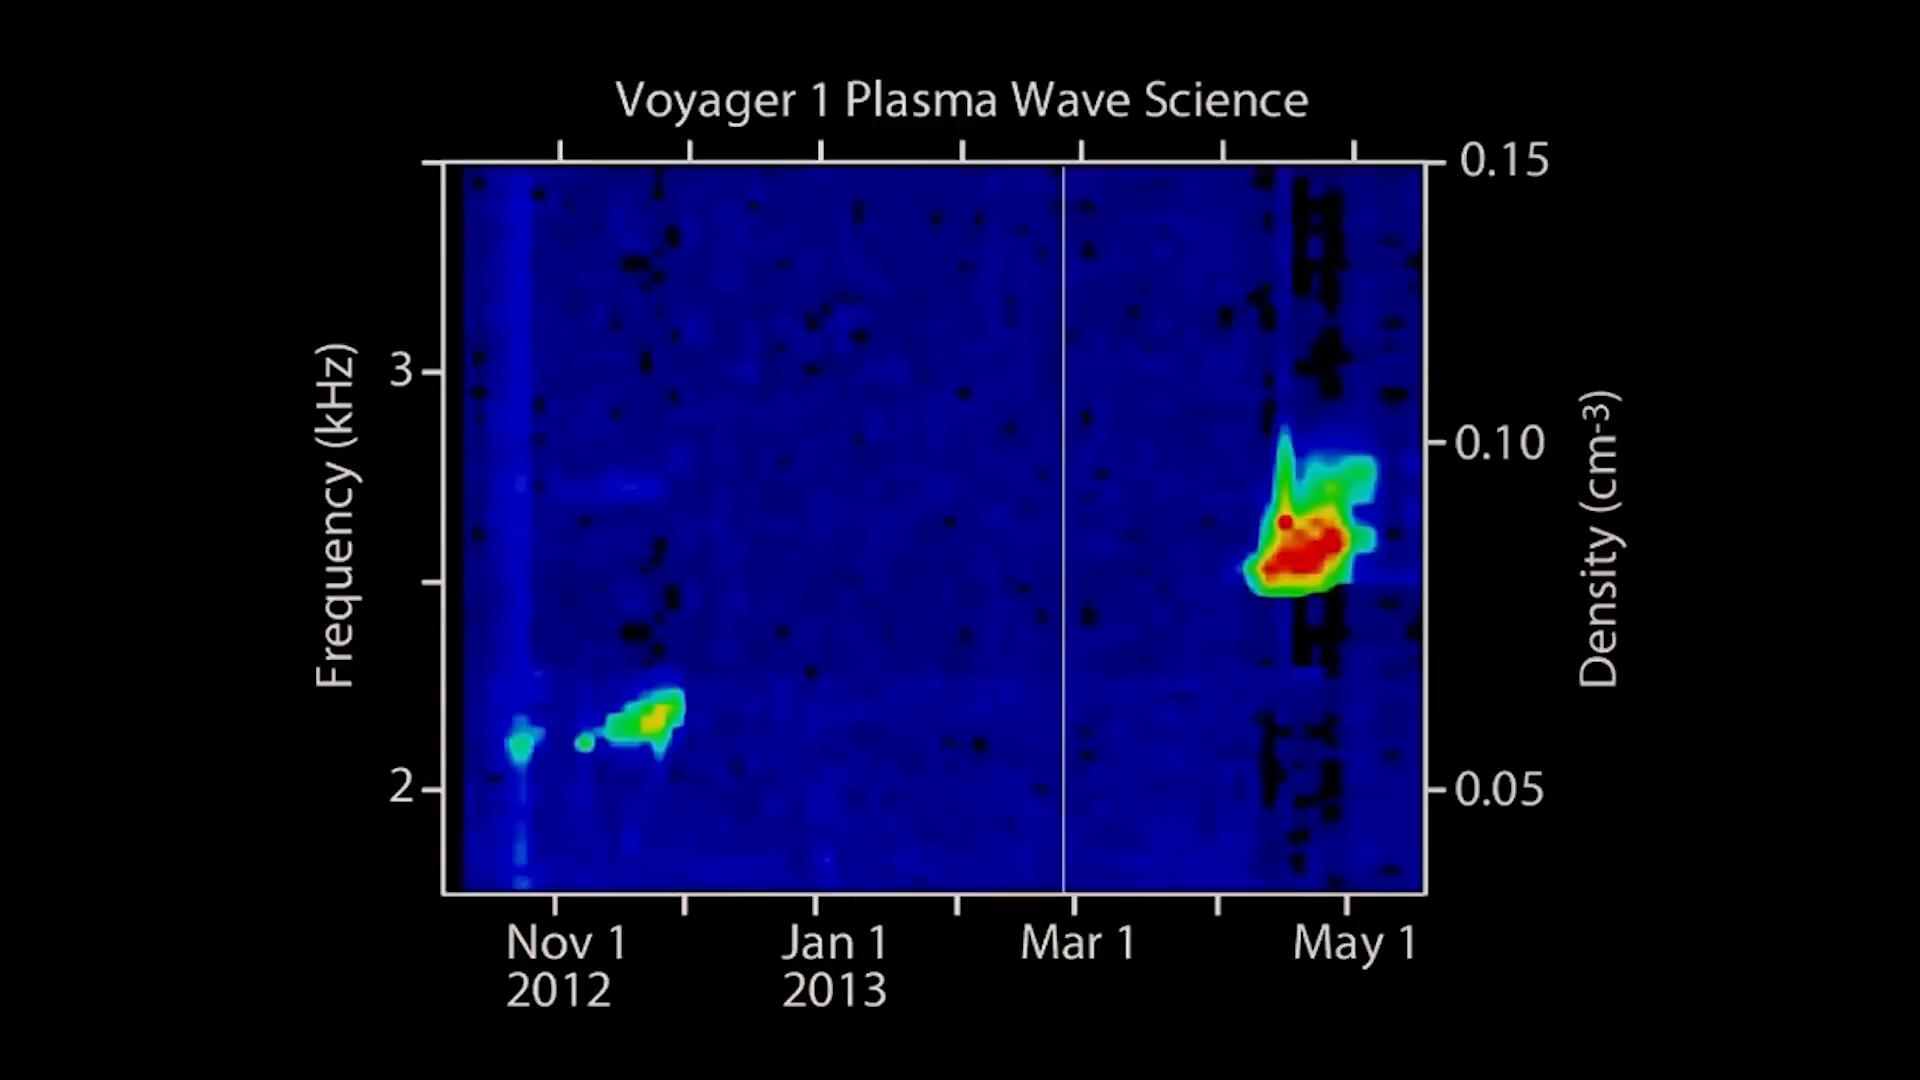 Voyager 1 Plasma Wave Science
0.15
3
0.10
Frequency (kHz)
Density (cm-3)
2
0.05
Nov 1
2012
Jan 1
2013
Mar 1
May 1